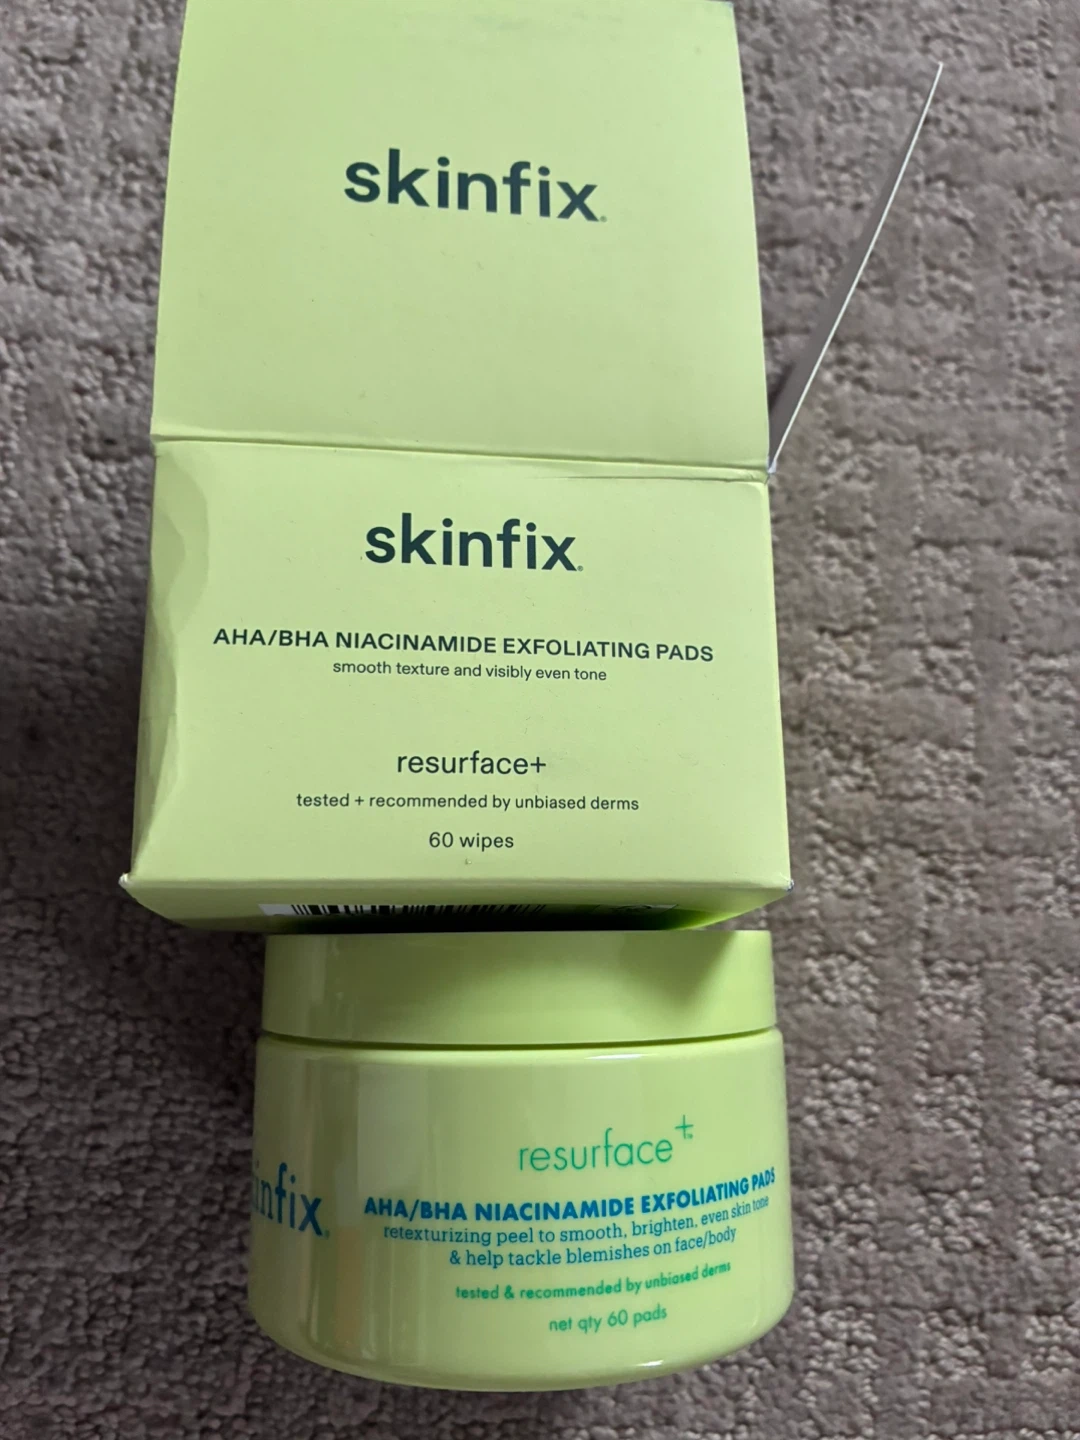 skinfix®
skinfix®
AHA/BHA NIACINAMIDE EXFOLIATING PADS
smooth texture and visibly even tone
resurface+
tested + recommended by unbiased derms
60 wipes
resurface+™
infix®
AHA/BHA NIACINAMIDE EXFOLIATING PADS
retexturizing peel to smooth, brighten, even skin tone
& help tackle blemishes on face/body
tested & recommended by unbiased derms
net qty 60 pads